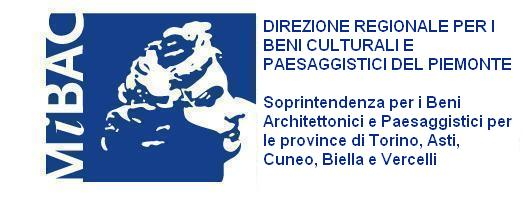 MiBAC
DIREZIONE REGIONALE PER I
BENI CULTURALI E
PAESAGGISTICI DEL PIEMONTE
Soprintendenza per i Beni
Architettonici e Paesaggistici per
le province di Torino, Asti,
Cuneo, Biella e Vercelli